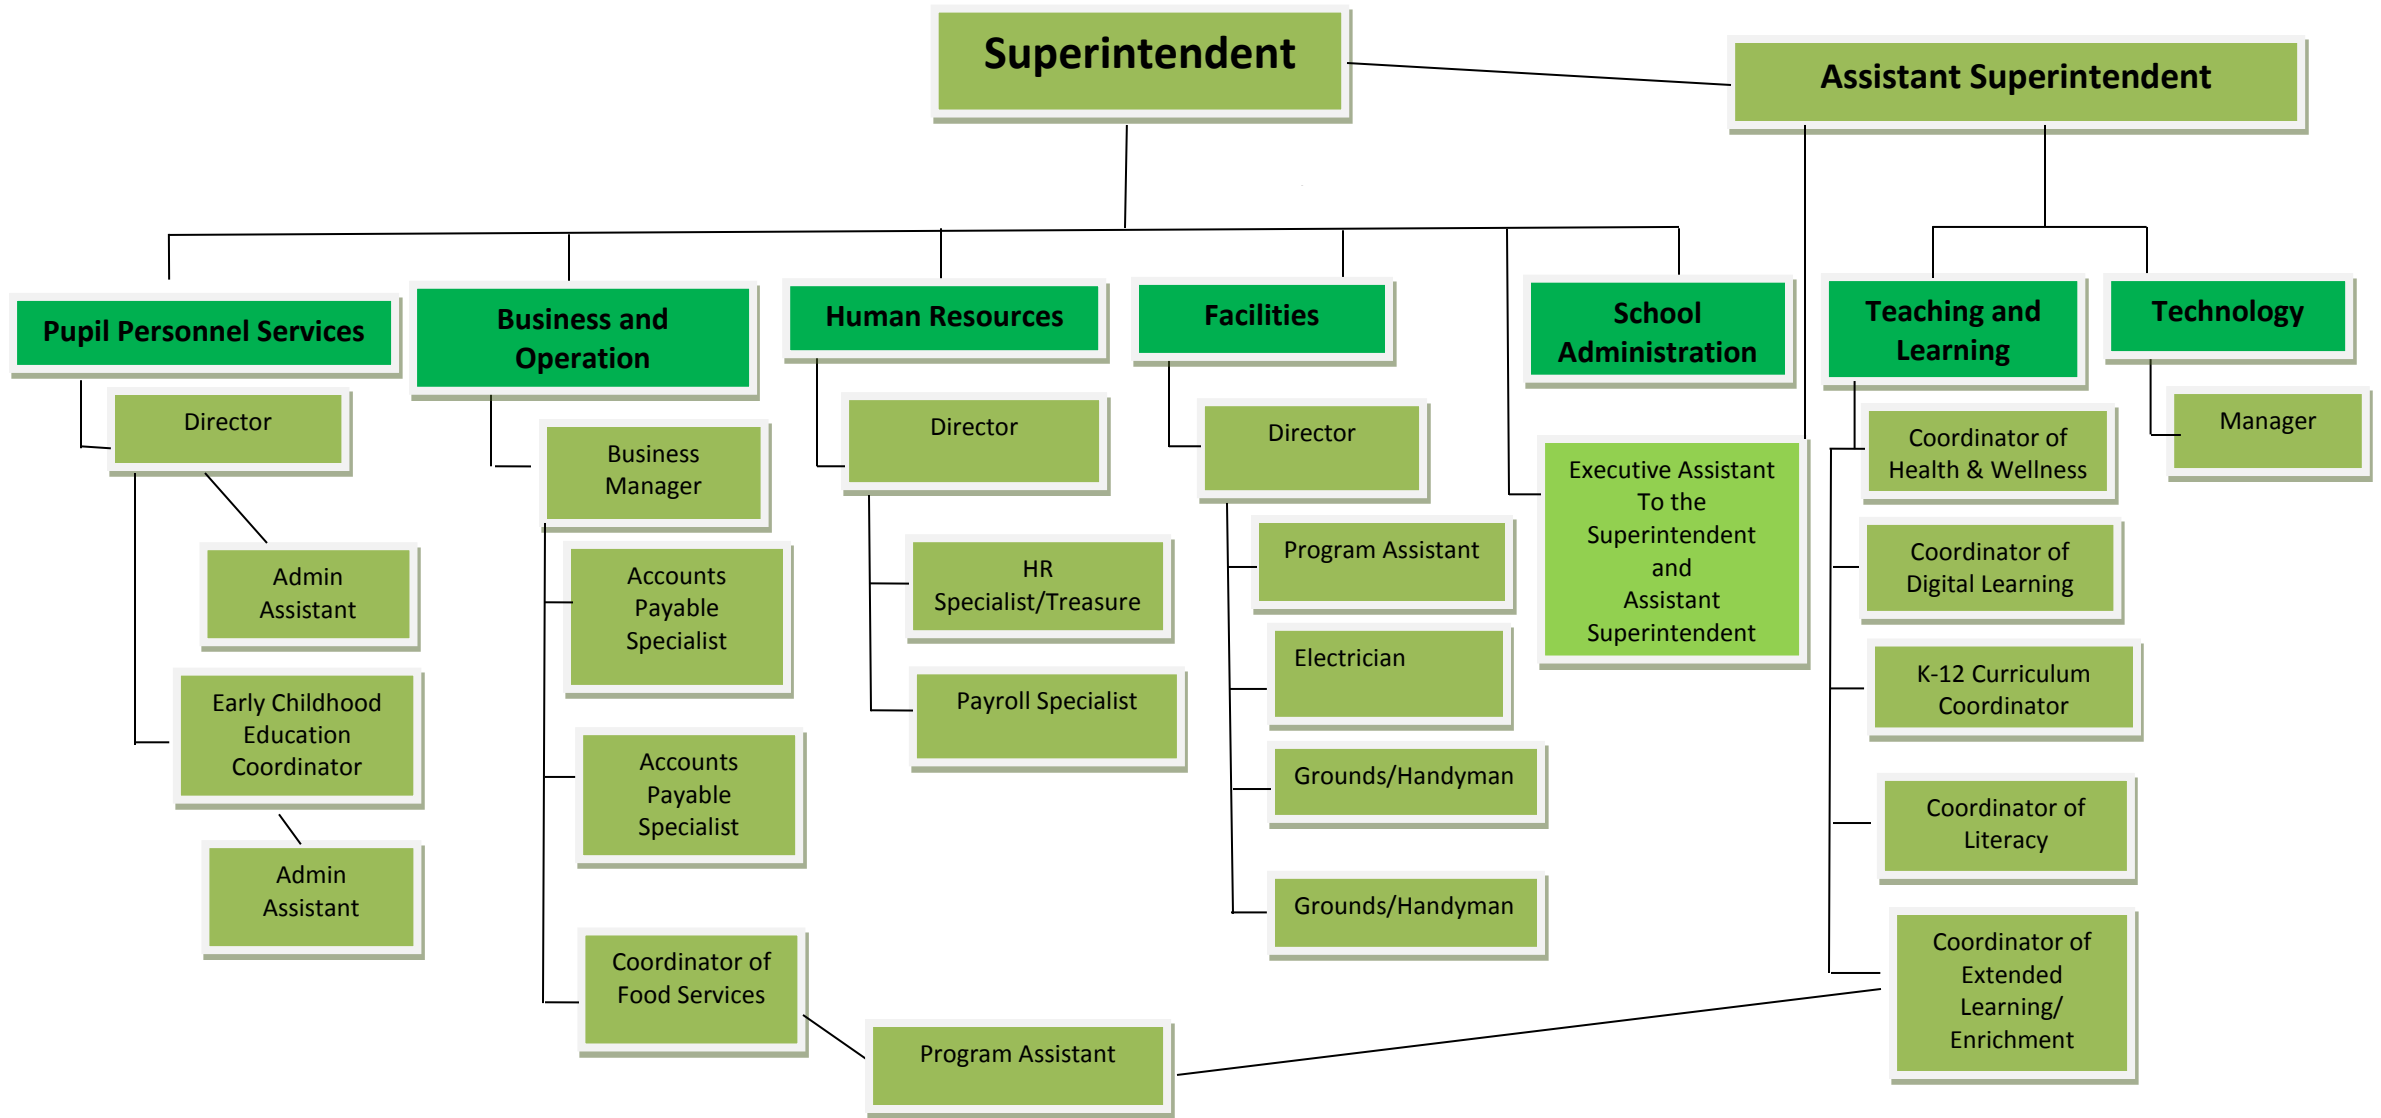 Superintendent
Assistant Superintendent
Pupil Personnel Services
Business and
Operation
Human Resources
Facilities
School
Administration
Teaching and
Learning
Technology
Director
Admin
Assistant
Early Childhood
Education
Coordinator
Admin
Assistant
Business
Manager
Accounts
Payable
Specialist
Accounts
Payable
Specialist
Coordinator of
Food Services
Program Assistant
Director
HR
Specialist/Treasure
Payroll Specialist
Director
Program Assistant
Electrician
Grounds/Handyman
Grounds/Handyman
Executive Assistant
To the
Superintendent
and
Assistant
Superintendent
Coordinator of
Health & Wellness
Coordinator of
Digital Learning
K-12 Curriculum
Coordinator
Coordinator of
Literacy
Coordinator of
Extended
Learning/
Enrichment
Manager